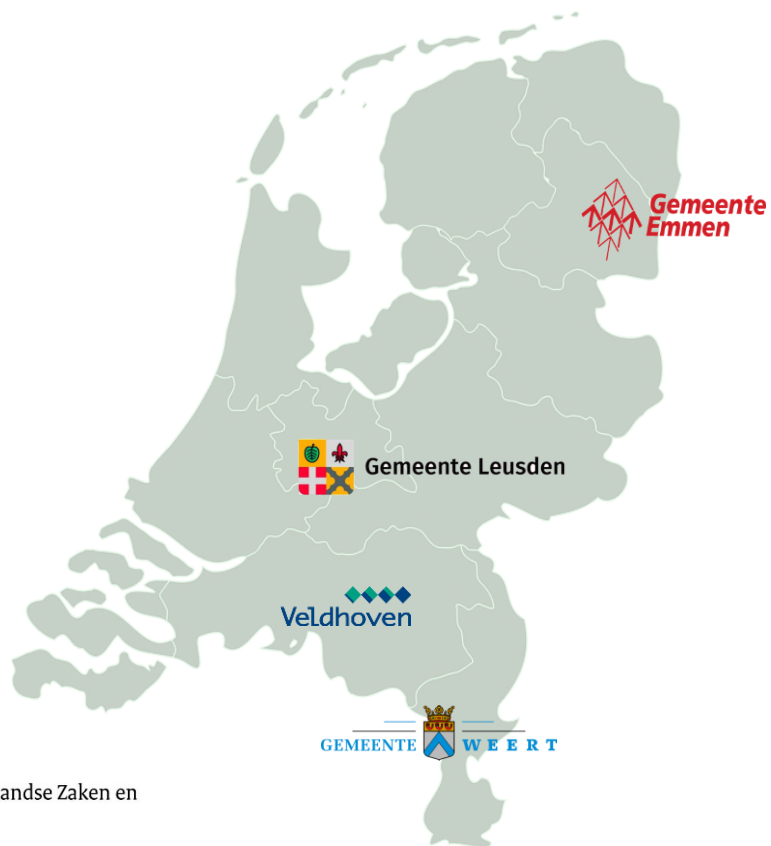 Gemeente
Emmen
Gemeente Leusden
Veldhoven
GEMEENTE WEERT
andse Zaken en